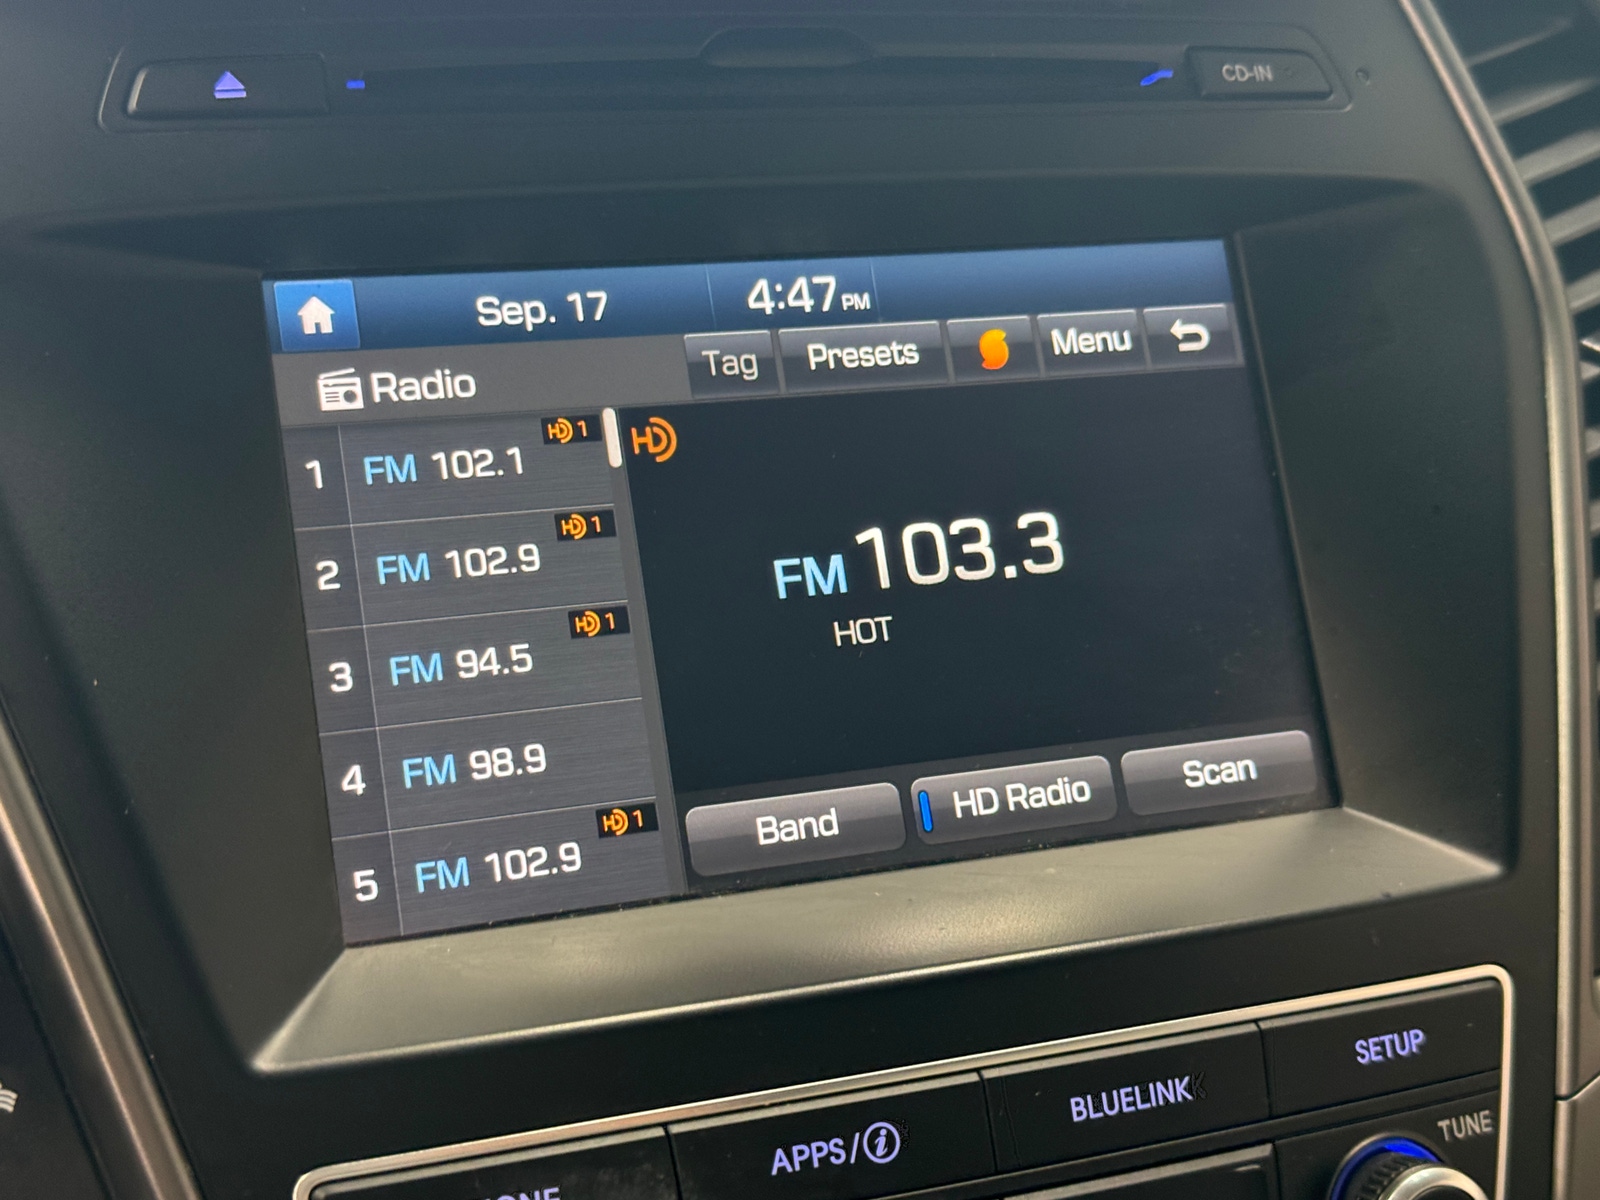 CD-IN
Sep. 17
4:47 PM
Radio
Tag
Presets
Menu
1 FM 102.1 HD 1
2 FM 102.9 HD 1
3 FM 94.5 HD 1
4 FM 98.9
5 FM 102.9 HD 1
HD
FM 103.3
HOT
Band
HD Radio
Scan
SETUP
BLUELINK
APPS/i
TUNE